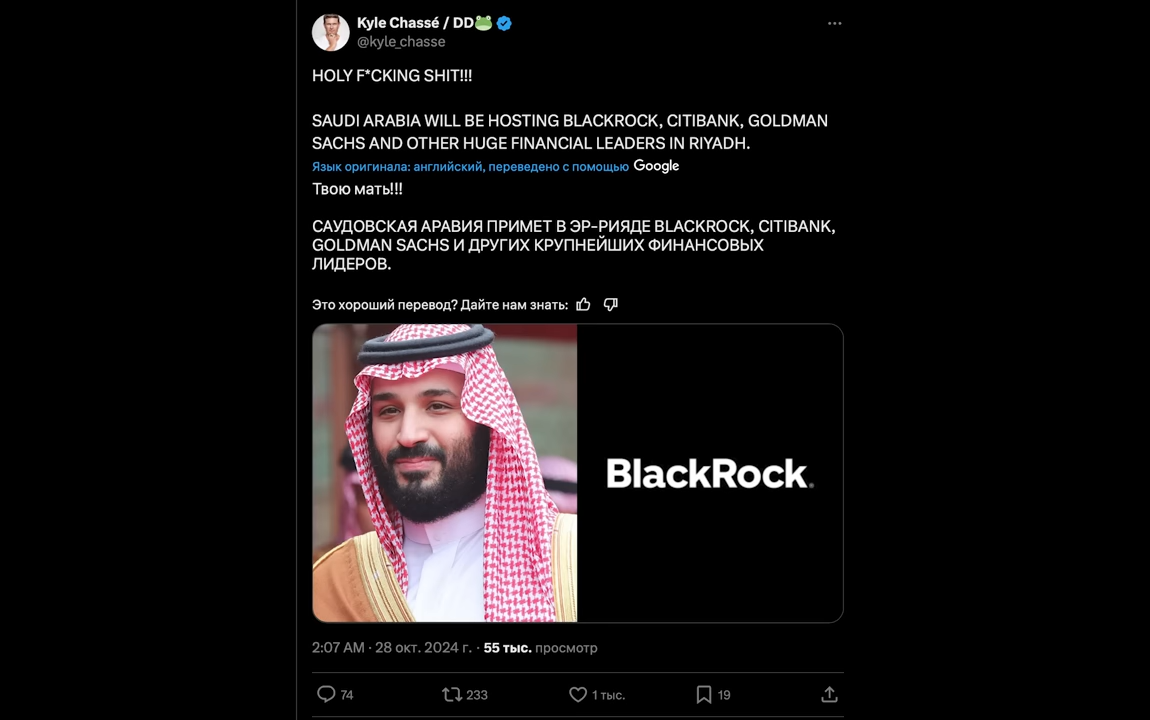 Kyle Chassé / DD🐸
@kyle_chasse
HOLY F*CKING SHIT!!!
SAUDI ARABIA WILL BE HOSTING BLACKROCK, CITIBANK, GOLDMAN
SACHS AND OTHER HUGE FINANCIAL LEADERS IN RIYADH.
Язык оригинала: английский, переведено с помощью Google
Твою мать!!!
САУДОВСКАЯ АРАВИЯ ПРИМЕТ В ЭР-РИЯДЕ BLACKROCK, CITIBANK,
GOLDMAN SACHS И ДРУГИХ КРУПНЕЙШИХ ФИНАНСОВЫХ
ЛИДЕРОВ.
Это хороший перевод? Дайте нам знать:
BlackRock.
2:07 AM · 28 окт. 2024 г. · 55 тыс. просмотр
74 233 1 тыс. 19